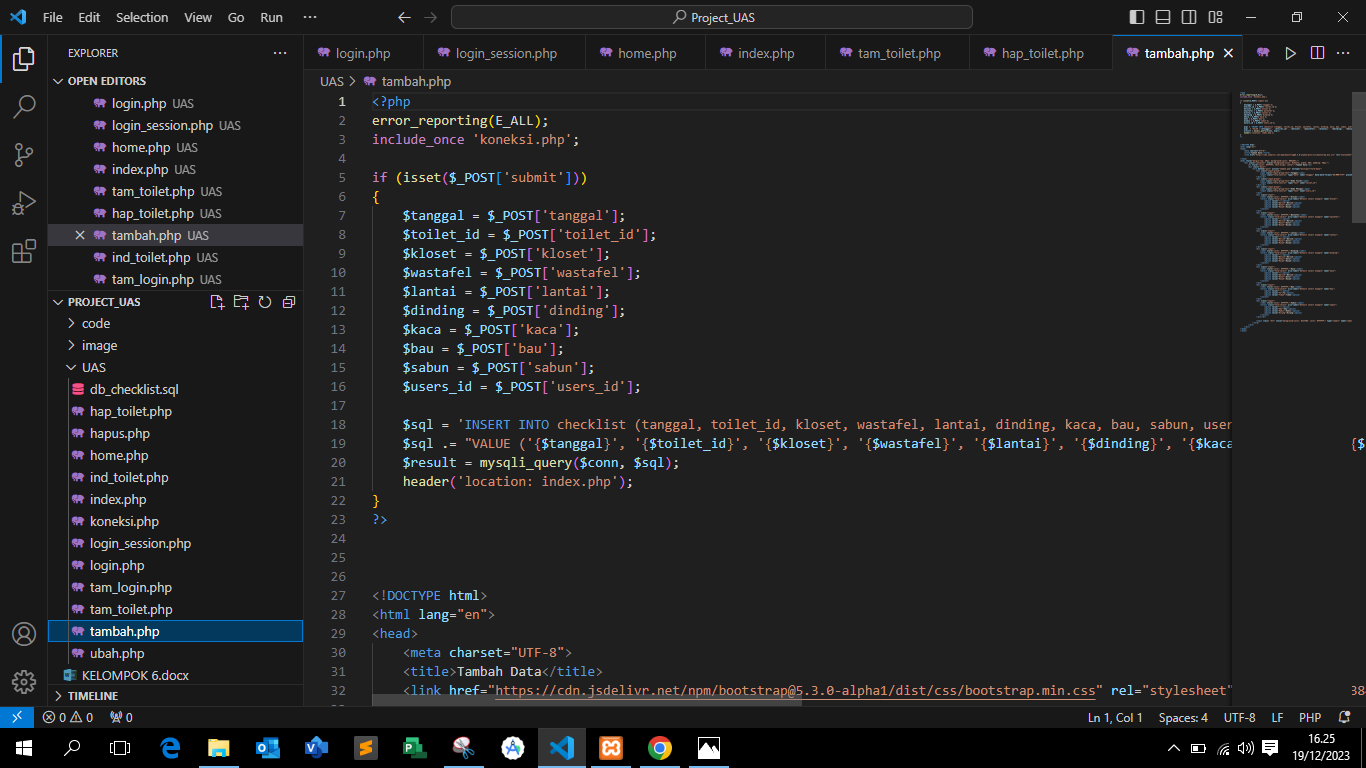 File Edit Selection View Go Run ··· Project_UAS
EXPLORER
login.php login_session.php home.php index.php tam_toilet.php hap_toilet.php tambah.php
OPEN EDITORS
login.php UAS
login_session.php UAS
home.php UAS
index.php UAS
tam_toilet.php UAS
hap_toilet.php UAS
tambah.php UAS
ind_toilet.php UAS
tam_login.php UAS
PROJECT_UAS
code
image
UAS
db_checklist.sql
hap_toilet.php
hapus.php
home.php
ind_toilet.php
index.php
koneksi.php
login_session.php
login.php
tam_login.php
tam_toilet.php
tambah.php
ubah.php
KELOMPOK 6.docx
TIMELINE
UAS > tambah.php
1 <?php
2 error_reporting(E_ALL);
3 include_once 'koneksi.php';
4
5 if (isset($_POST['submit']))
6 {
7 $tanggal = $_POST['tanggal'];
8 $toilet_id = $_POST['toilet_id'];
9 $kloset = $_POST['kloset'];
10 $wastafel = $_POST['wastafel'];
11 $lantai = $_POST['lantai'];
12 $dinding = $_POST['dinding'];
13 $kaca = $_POST['kaca'];
14 $bau = $_POST['bau'];
15 $sabun = $_POST['sabun'];
16 $users_id = $_POST['users_id'];
17
18 $sql = 'INSERT INTO checklist (tanggal, toilet_id, kloset, wastafel, lantai, dinding, kaca, bau, sabun, user
19 $sql .= "VALUE ('{$tanggal}', '{$toilet_id}', '{$kloset}', '{$wastafel}', '{$lantai}', '{$dinding}', '{$kaca {$
20 $result = mysqli_query($conn, $sql);
21 header('location: index.php');
22 }
23 ?>
24
25
26
27 <!DOCTYPE html>
28 <html lang="en">
29 <head>
30 <meta charset="UTF-8">
31 <title>Tambah Data</title>
32 <link href="https://cdn.jsdelivr.net/npm/bootstrap@5.3.0-alpha1/dist/css/bootstrap.min.css" rel="stylesheet" 38
0 0 0 Ln 1, Col 1 Spaces: 4 UTF-8 LF PHP
16.25
19/12/2023